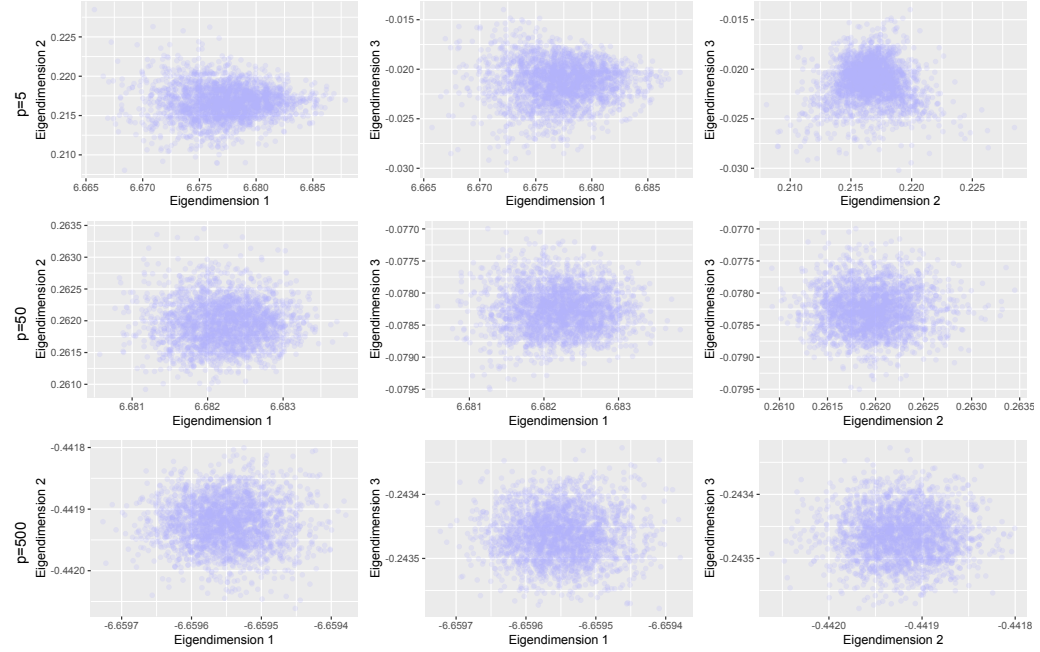 p=5
Eigendimension 2
0.225
0.220
0.215
0.210
6.665 6.670 6.675 6.680 6.685
Eigendimension 1
Eigendimension 3
-0.015
-0.020
-0.025
-0.030
6.665 6.670 6.675 6.680 6.685
Eigendimension 1
Eigendimension 3
-0.015
-0.020
-0.025
-0.030
0.210 0.215 0.220 0.225
Eigendimension 2
p=50
Eigendimension 2
0.2635
0.2630
0.2625
0.2620
0.2615
0.2610
6.681 6.682 6.683
Eigendimension 1
Eigendimension 3
-0.0770
-0.0775
-0.0780
-0.0785
-0.0790
-0.0795
6.681 6.682 6.683
Eigendimension 1
Eigendimension 3
-0.0770
-0.0775
-0.0780
-0.0785
-0.0790
-0.0795
0.2610 0.2615 0.2620 0.2625 0.2630 0.2635
Eigendimension 2
p=500
Eigendimension 2
-0.4418
-0.4419
-0.4420
-6.6597 -6.6596 -6.6595 -6.6594
Eigendimension 1
Eigendimension 3
-0.2434
-0.2435
-6.6597 -6.6596 -6.6595 -6.6594
Eigendimension 1
Eigendimension 3
-0.2434
-0.2435
-0.4420 -0.4419 -0.4418
Eigendimension 2